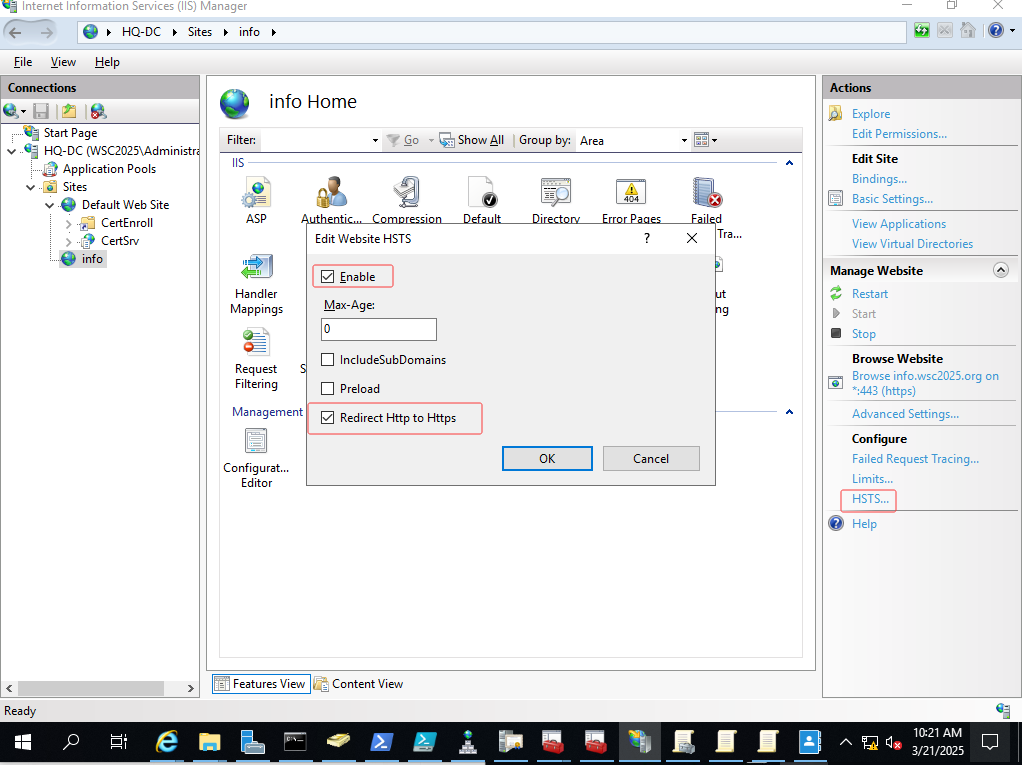 Internet Information Services (IIS) Manager
HQ-DC Sites info
File View Help
Connections
Start Page
HQ-DC (WSC2025\Administra
Application Pools
Sites
Default Web Site
CertEnroll
CertSrv
info
info Home
Filter: Go Show All Group by: Area
IIS
ASP Authentic... Compression Default Directory Error Pages Failed
Tra...
Handler
Mappings
Request
Filtering
Management
Configurat...
Editor
Edit Website HSTS ?
Enable
Max-Age:
0
IncludeSubDomains
Preload
Redirect Http to Https
OK Cancel
404
ut
ng
S
Features View Content View
Actions
Explore
Edit Permissions...
Edit Site
Bindings...
Basic Settings...
View Applications
View Virtual Directories
Manage Website
Restart
Start
Stop
Browse Website
Browse info.wsc2025.org on
*:443 (https)
Advanced Settings...
Configure
Failed Request Tracing...
Limits...
HSTS...
Help
Ready
10:21 AM
3/21/2025